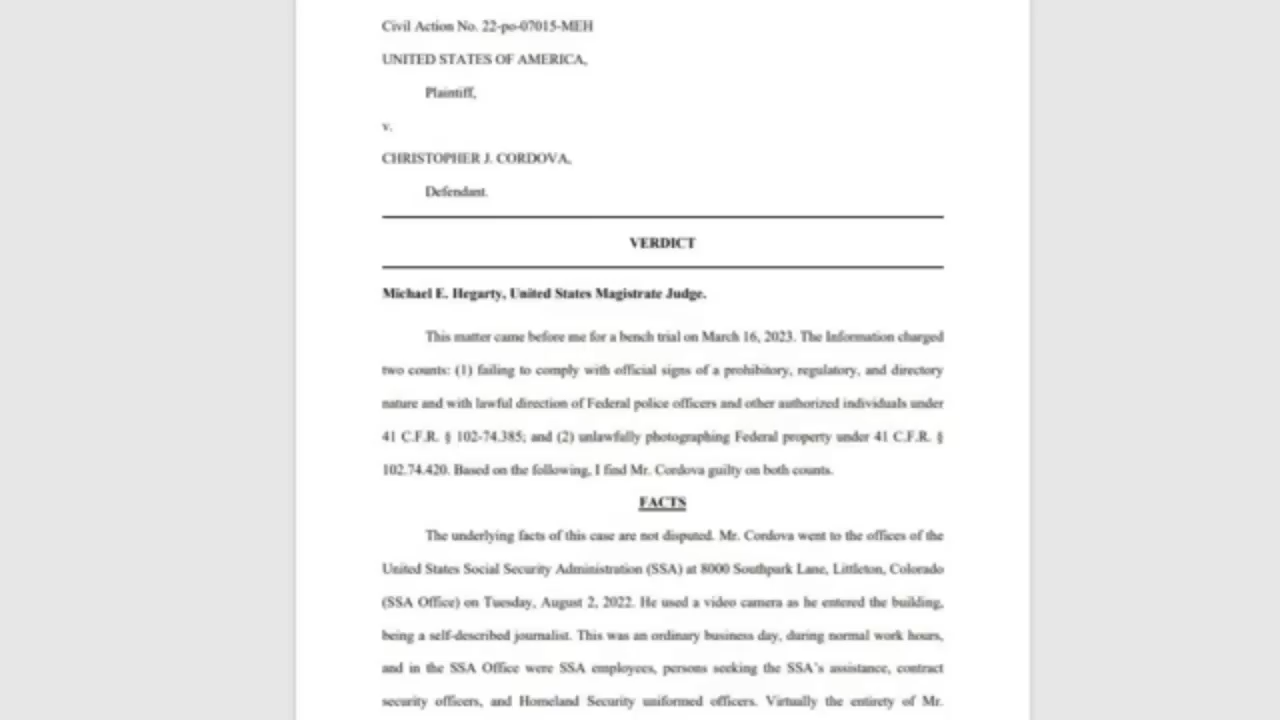 Civil Action No. 22-po-07015-MEH
UNITED STATES OF AMERICA,
Plaintiff,
v.
CHRISTOPHER J. CORDOVA,
Defendant.
VERDICT
Michael E. Hegarty, United States Magistrate Judge.
This matter came before me for a bench trial on March 16, 2023. The Information charged
two counts: (1) failing to comply with official signs of a prohibitory, regulatory, and directory
nature and with lawful direction of Federal police officers and other authorized individuals under
41 C.F.R. § 102-74.385; and (2) unlawfully photographing Federal property under 41 C.F.R. §
102.74.420. Based on the following, I find Mr. Cordova guilty on both counts.
FACTS
The underlying facts of this case are not disputed. Mr. Cordova went to the offices of the
United States Social Security Administration (SSA) at 8000 Southpark Lane, Littleton, Colorado
(SSA Office) on Tuesday, August 2, 2022. He used a video camera as he entered the building,
being a self-described journalist. This was an ordinary business day, during normal work hours,
and in the SSA Office were SSA employees, persons seeking the SSA's assistance, contract
security officers, and Homeland Security uniformed officers. Virtually the entirety of Mr.